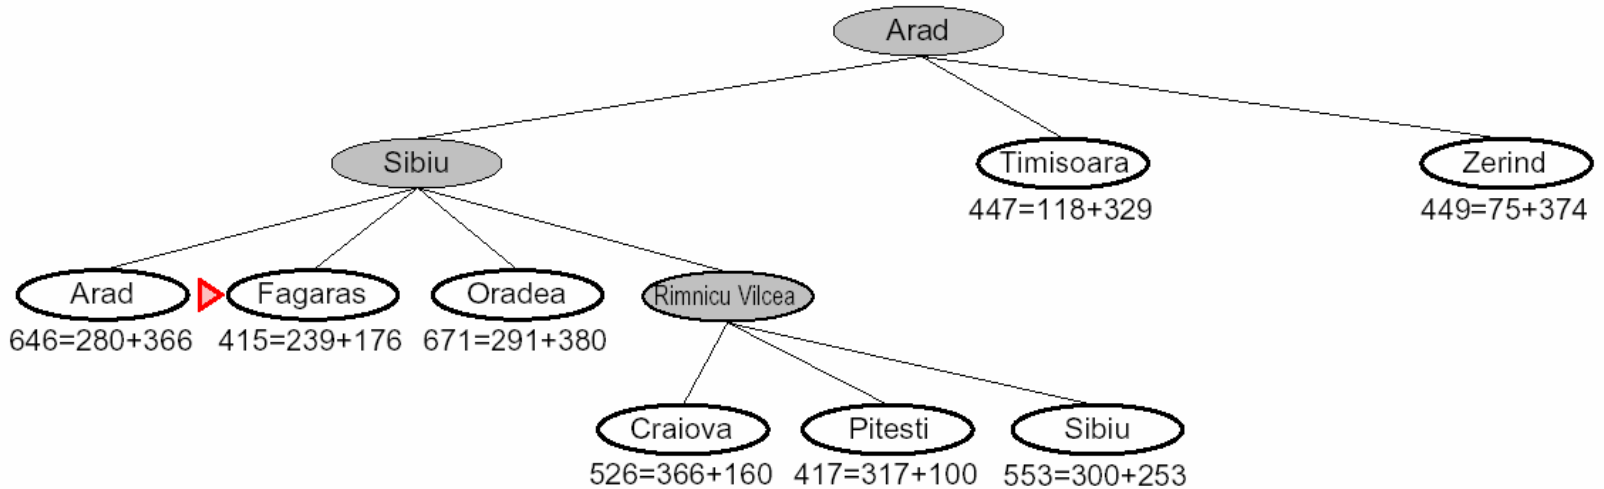 Arad
Sibiu
Timisoara
Zerind
447=118+329
449=75+374
Arad
Fagaras
Oradea
Rimnicu Vilcea
646=280+366
415=239+176
671=291+380
Craiova
Pitesti
Sibiu
526=366+160
417=317+100
553=300+253